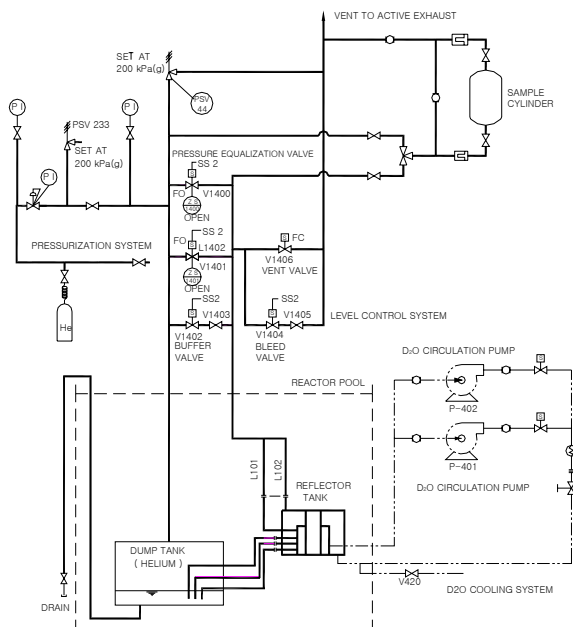 VENT TO ACTIVE EXHAUST
SET AT
200 kPa(g)
PSV
44
SAMPLE
CYLINDER
P I
PSV 233
P I
SET AT
200 kPa(g)
P I
PRESSURE EQUALIZATION VALVE
SS 2
S
FO
V1400
Z S
1400
OPEN
PRESSURIZATION SYSTEM
SS 2
FO
S
L1402
V1401
Z S
1401
OPEN
S
FC
V1406
VENT VALVE
He
SS2
S
V1403
V1402
BUFFER
VALVE
SS2
S
V1405
V1404
BLEED
VALVE
LEVEL CONTROL SYSTEM
D2O CIRCULATION PUMP
S
P-402
REACTOR POOL
S
P-401
D2O CIRCULATION PUMP
L101
L102
REFLECTOR
TANK
DUMP TANK
( HELIUM )
V420
D2O COOLING SYSTEM
DRAIN